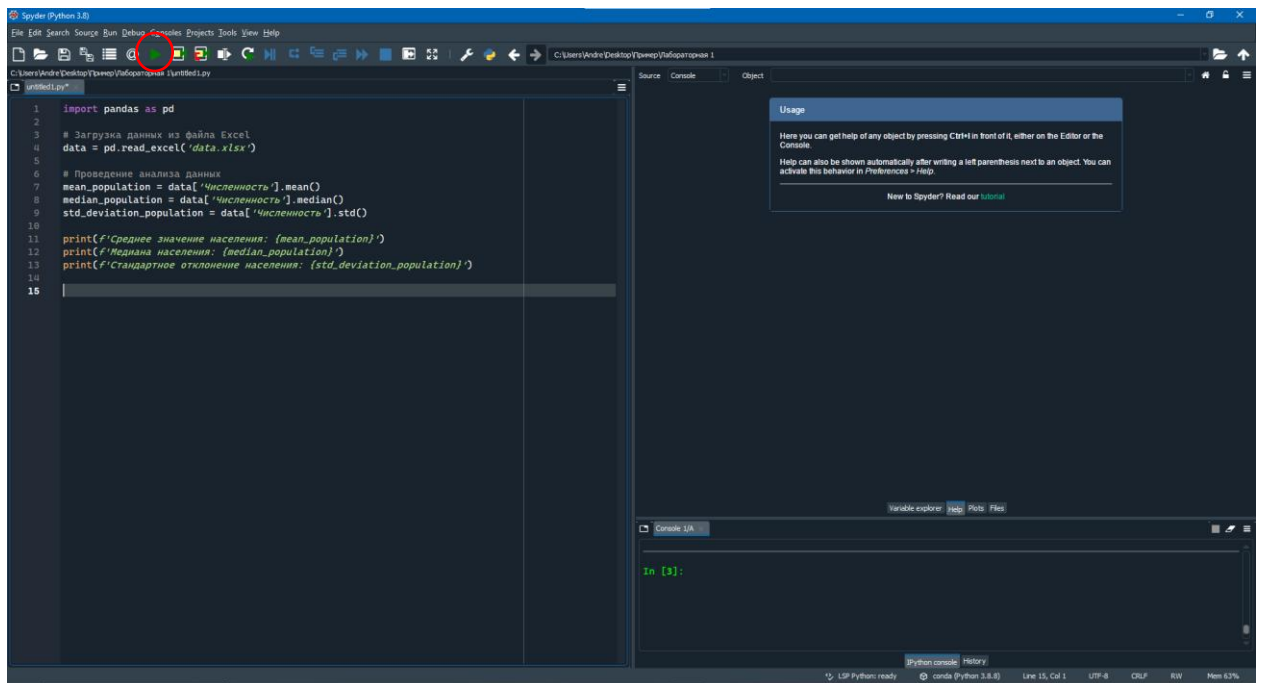 Spyder (Python 3.8)
File Edit Search Source Run Debug Consoles Projects Tools View Help
C:\Users\Andre\Desktop\Пример\Лабораторная 1
C:\Users\Andre\Desktop\Пример\Лабораторная 1\untitled1.py
untitled1.py*
1 import pandas as pd
2
3 # Загрузка данных из файла Excel
4 data = pd.read_excel('data.xlsx')
5
6 # Проведение анализа данных
7 mean_population = data['Численность'].mean()
8 median_population = data['Численность'].median()
9 std_deviation_population = data['Численность'].std()
10
11 print(f'Среднее значение населения: {mean_population}')
12 print(f'Медиана населения: {median_population}')
13 print(f'Стандартное отклонение населения: {std_deviation_population}')
14
15
Source Console Object
Usage
Here you can get help of any object by pressing Ctrl+I in front of it, either on the Editor or the
Console.
Help can also be shown automatically after writing a left parenthesis next to an object. You can
activate this behavior in Preferences > Help.
New to Spyder? Read our tutorial
Variable explorer Help Plots Files
Console 1/A
In [3]:
IPython console History
LSP Python: ready conda (Python 3.8.8) Line 15, Col 1 UTF-8 CRLF RW Mem 63%